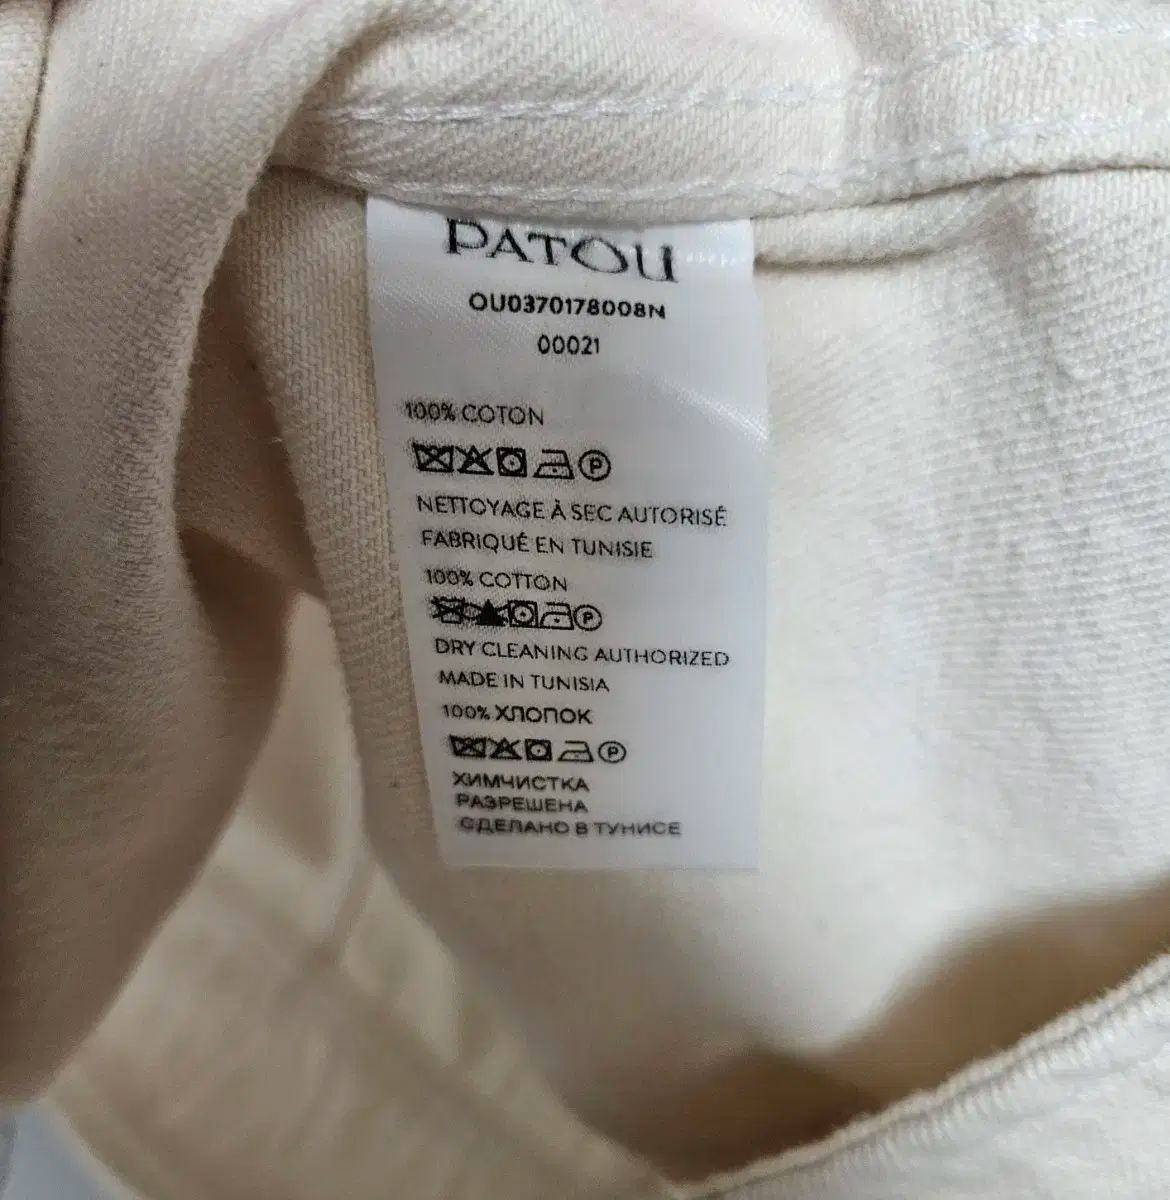 PATOU
OU0370178008N
00021
100% COTON
P
NETTOYAGE À SEC AUTORISÉ
FABRIQUÉ EN TUNISIE
100% COTTON
P
DRY CLEANING AUTHORIZED
MADE IN TUNISIA
100% ХЛОПОК
P
ХИМЧИСТКА
РАЗРЕШЕНА
СДЕЛАНО В ТУНИСЕ